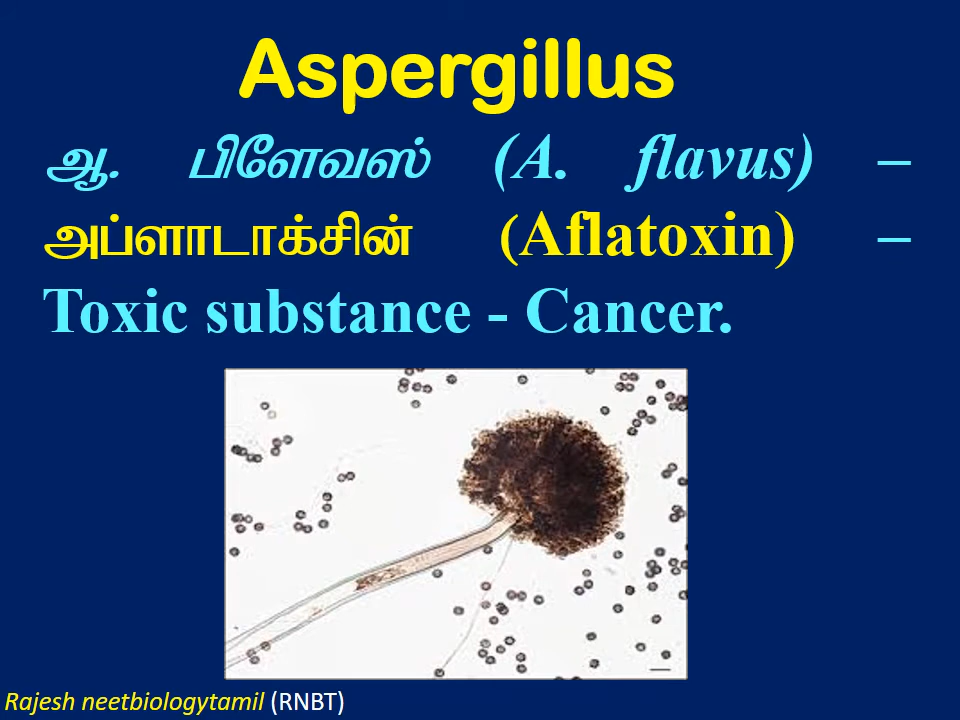 Aspergillus
ஆ. பிளேவஸ் (A. flavus) –
அப்ளாடாக்சின் (Aflatoxin) –
Toxic substance - Cancer.
Rajesh neetbiologytamil (RNBT)